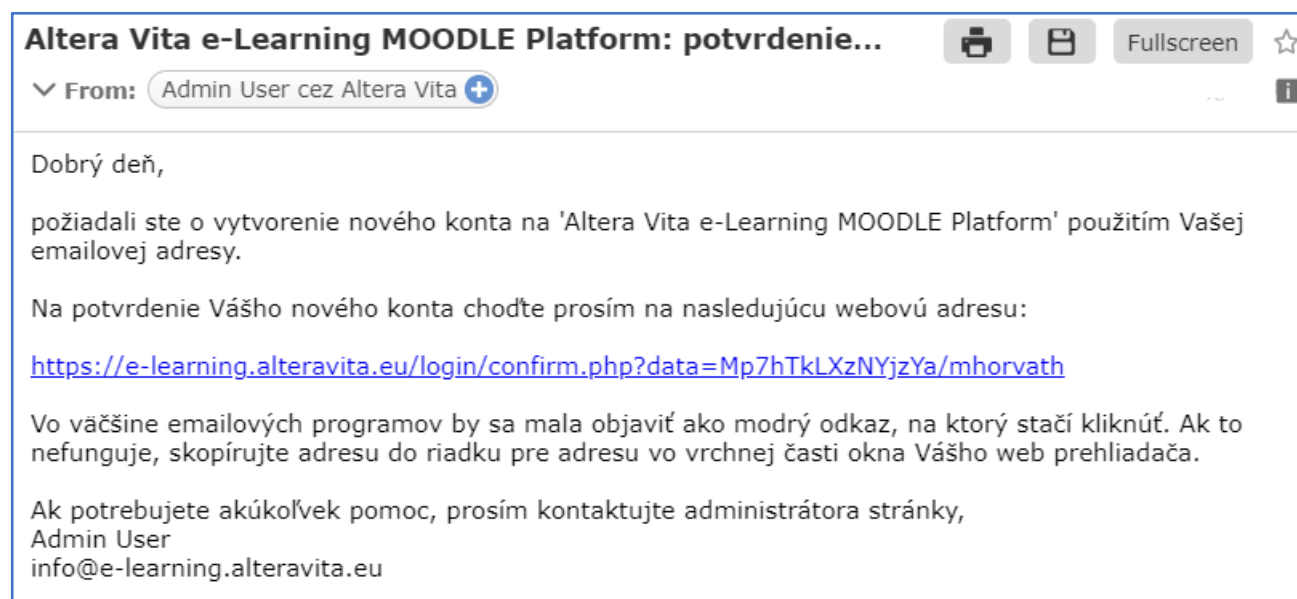 Altera Vita e-Learning MOODLE Platform: potvrdenie...
Fullscreen
From: Admin User cez Altera Vita
Dobrý deň,
požiadali ste o vytvorenie nového konta na 'Altera Vita e-Learning MOODLE Platform' použitím Vašej
emailovej adresy.
Na potvrdenie Vášho nového konta choďte prosím na nasledujúcu webovú adresu:
https://e-learning.alteravita.eu/login/confirm.php?data=Mp7hTkLXzNYjzYa/mhorvath
Vo väčšine emailových programov by sa mala objaviť ako modrý odkaz, na ktorý stačí kliknúť. Ak to
nefunguje, skopírujte adresu do riadku pre adresu vo vrchnej časti okna Vášho web prehliadača.
Ak potrebujete akúkoľvek pomoc, prosím kontaktujte administrátora stránky,
Admin User
info@e-learning.alteravita.eu